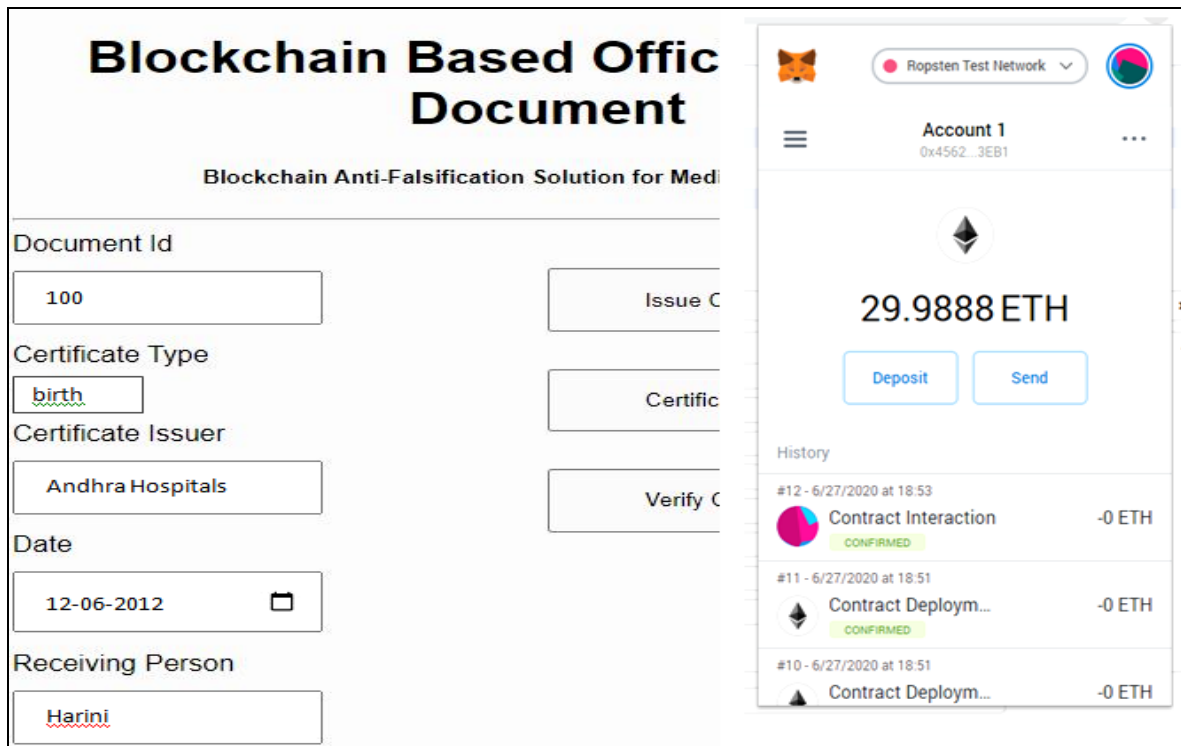 Blockchain Based Offic
Document
Blockchain Anti-Falsification Solution for Medi
Document Id
100
Issue C
Certificate Type
birth
Certific
Certificate Issuer
Andhra Hospitals
Verify C
Date
12-06-2012
Receiving Person
Harini
Ropsten Test Network
Account 1
0x4562...3EB1
29.9888 ETH
Deposit
Send
History
#12 - 6/27/2020 at 18:53
Contract Interaction -0 ETH
CONFIRMED
#11 - 6/27/2020 at 18:51
Contract Deploym... -0 ETH
CONFIRMED
#10 - 6/27/2020 at 18:51
Contract Deploym... -0 ETH